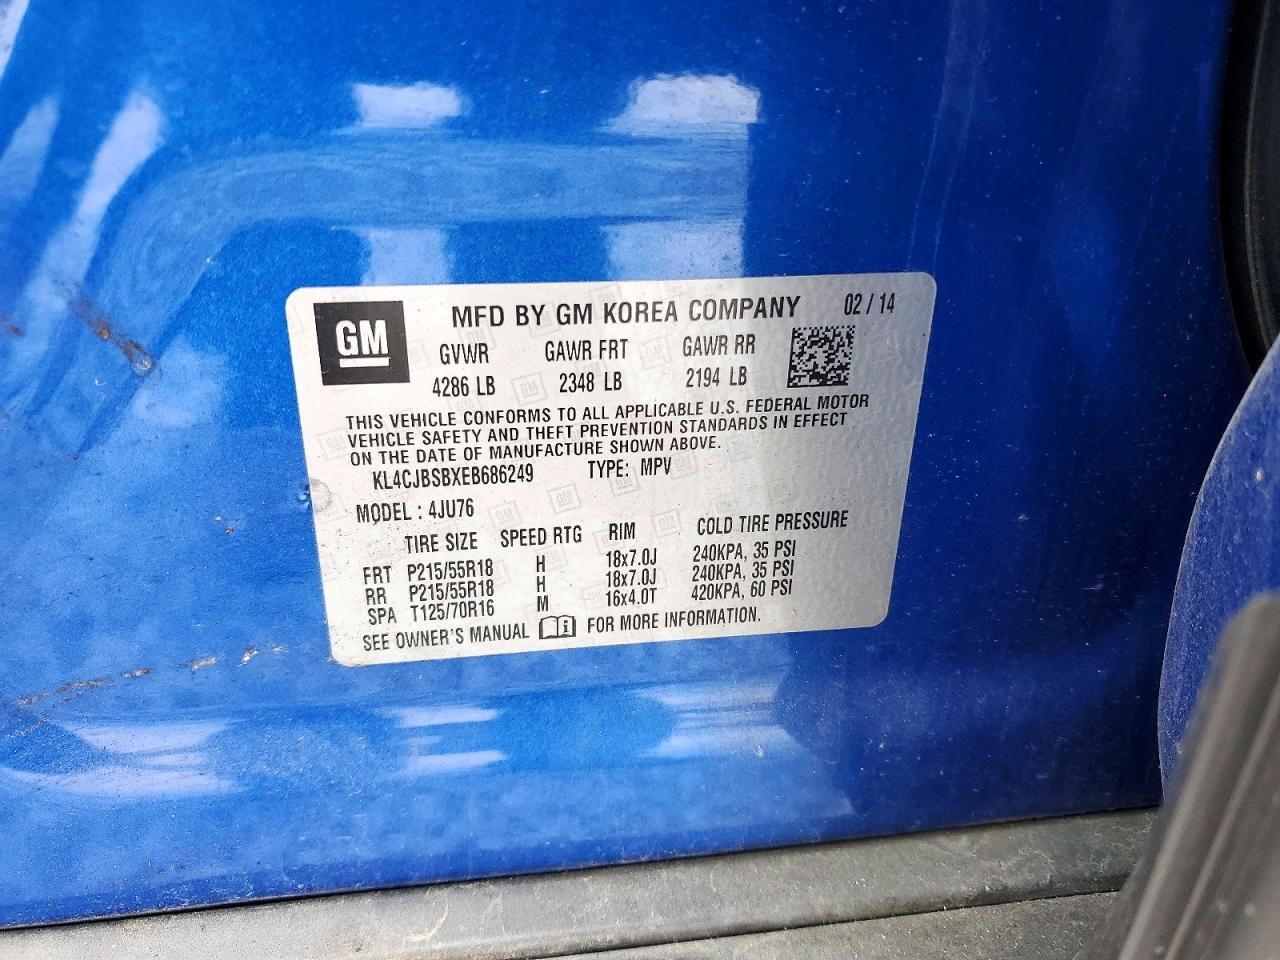 GM
MFD BY GM KOREA COMPANY 02 / 14
GVWR GAWR FRT GAWR RR
4286 LB 2348 LB 2194 LB
THIS VEHICLE CONFORMS TO ALL APPLICABLE U.S. FEDERAL MOTOR
VEHICLE SAFETY AND THEFT PREVENTION STANDARDS IN EFFECT
ON THE DATE OF MANUFACTURE SHOWN ABOVE.
KL4CJBSBXEB686249 TYPE: MPV
MODEL : 4JU76
TIRE SIZE SPEED RTG RIM COLD TIRE PRESSURE
FRT P215/55R18 H 18x7.0J 240KPA, 35 PSI
RR P215/55R18 H 18x7.0J 240KPA, 35 PSI
SPA T125/70R16 M 16x4.0T 420KPA, 60 PSI
SEE OWNER'S MANUAL FOR MORE INFORMATION.